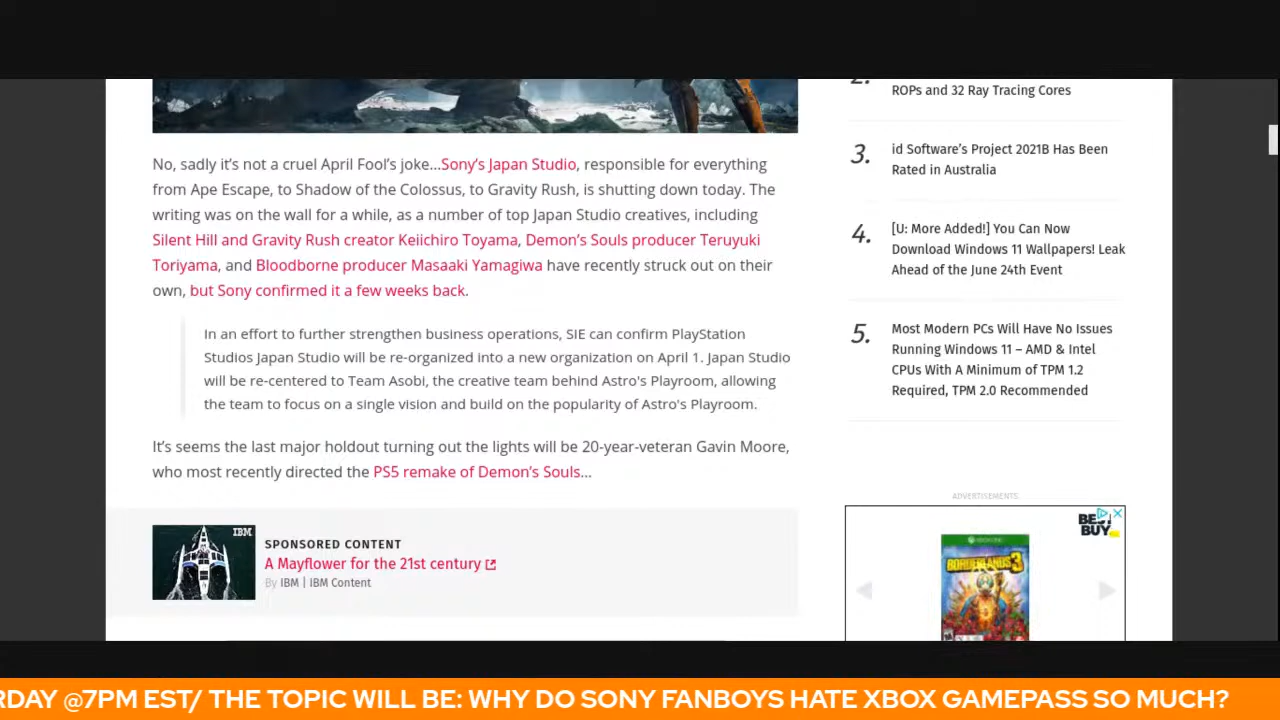 No, sadly it’s not a cruel April Fool’s joke…Sony’s Japan Studio, responsible for everything
from Ape Escape, to Shadow of the Colossus, to Gravity Rush, is shutting down today. The
writing was on the wall for a while, as a number of top Japan Studio creatives, including
Silent Hill and Gravity Rush creator Keiichiro Toyama, Demon’s Souls producer Teruyuki
Toriyama, and Bloodborne producer Masaaki Yamagiwa have recently struck out on their
own, but Sony confirmed it a few weeks back.
In an effort to further strengthen business operations, SIE can confirm PlayStation
Studios Japan Studio will be re-organized into a new organization on April 1. Japan Studio
will be re-centered to Team Asobi, the creative team behind Astro's Playroom, allowing
the team to focus on a single vision and build on the popularity of Astro's Playroom.
It’s seems the last major holdout turning out the lights will be 20-year-veteran Gavin Moore,
who most recently directed the PS5 remake of Demon’s Souls…
IBM
SPONSORED CONTENT
A Mayflower for the 21st century
By IBM | IBM Content
2.
ROPs and 32 Ray Tracing Cores
3.
id Software’s Project 2021B Has Been
Rated in Australia
4.
[U: More Added!] You Can Now
Download Windows 11 Wallpapers! Leak
Ahead of the June 24th Event
5.
Most Modern PCs Will Have No Issues
Running Windows 11 – AMD & Intel
CPUs With A Minimum of TPM 1.2
Required, TPM 2.0 Recommended
ADVERTISEMENTS
BEST
BUY
XBOX ONE
BORDERLANDS 3
RDAY @7PM EST/ THE TOPIC WILL BE: WHY DO SONY FANBOYS HATE XBOX GAMEPASS SO MUCH?